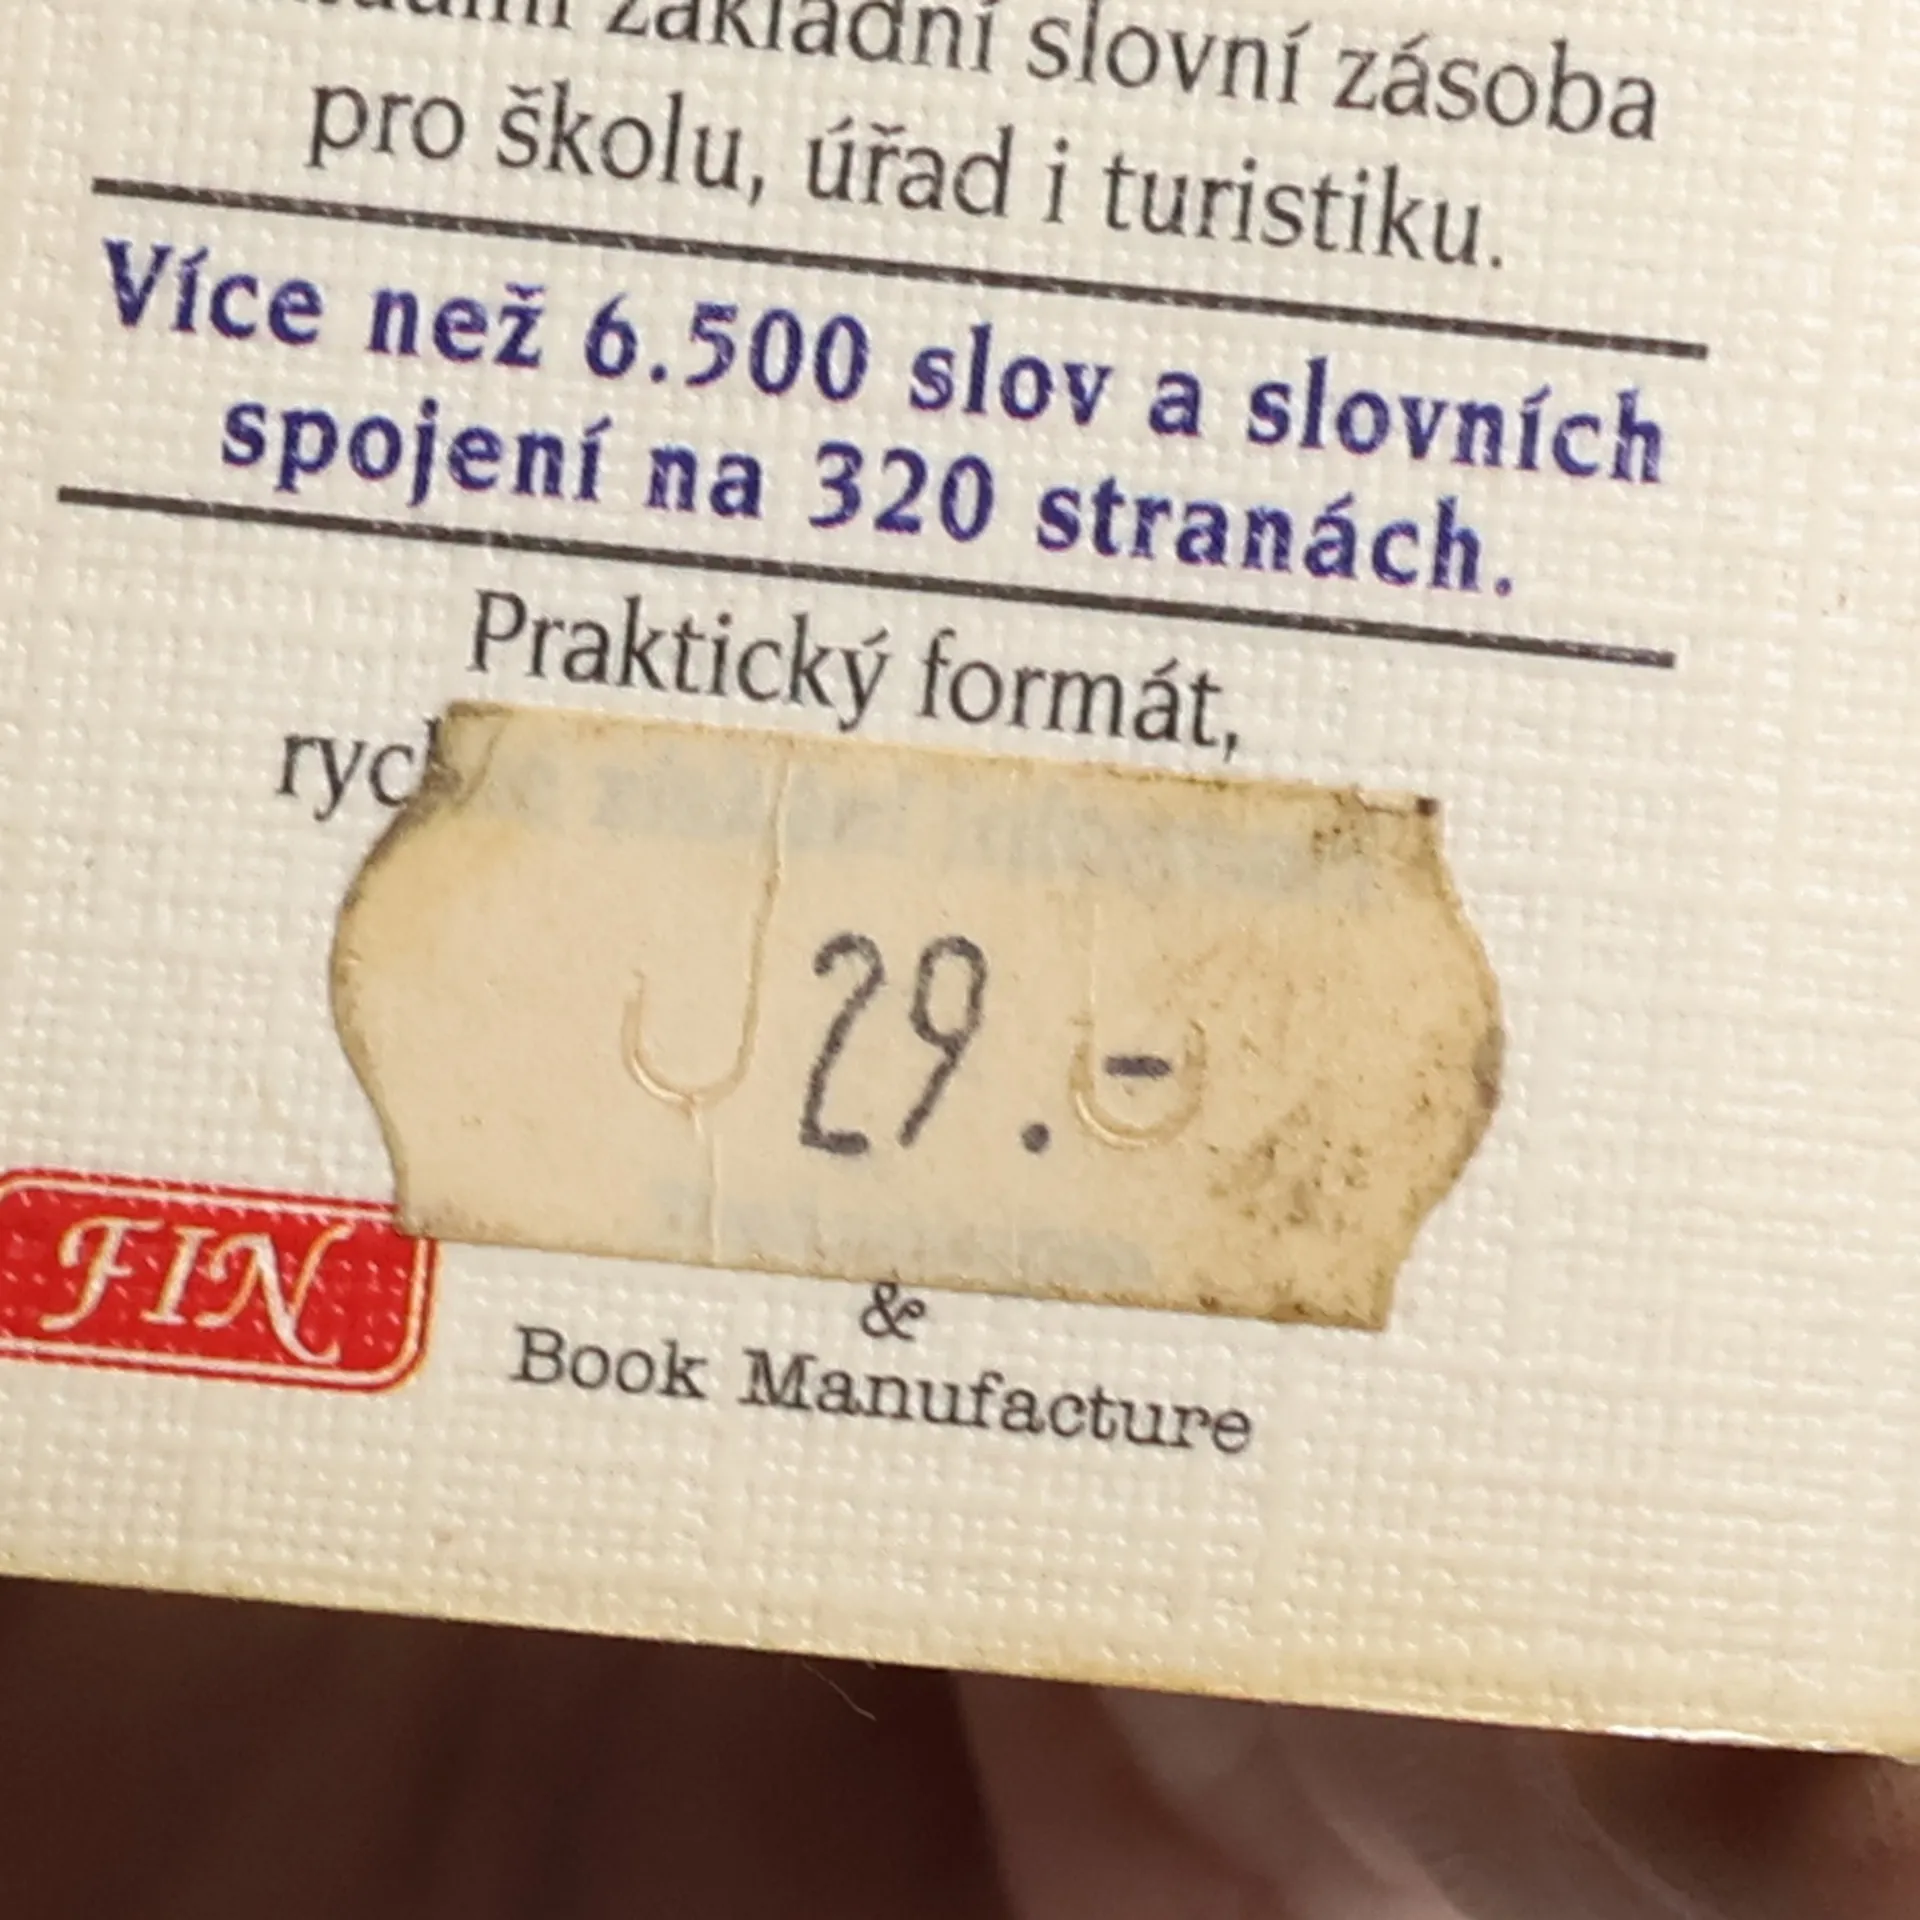 základní slovní zásoba
pro školu, úřad i turistiku.
Více než 6.500 slov a slovních
spojení na 320 stranách.
Praktický formát,
29.-
FIN
&
Book Manufacture